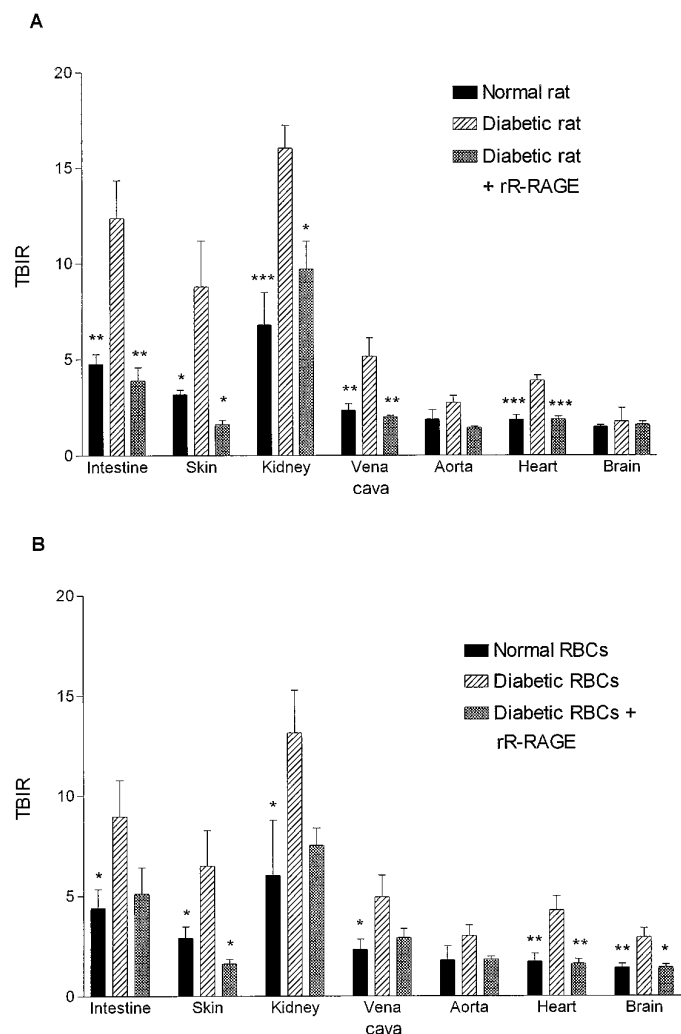 A
20
15
10
5
0
TBIR
Normal rat
Diabetic rat
Diabetic rat
+ rR-RAGE
** ** * * *** * ** ** *** ***
Intestine Skin Kidney Vena Aorta Heart Brain
cava
B
20
15
10
5
0
TBIR
Normal RBCs
Diabetic RBCs
Diabetic RBCs +
rR-RAGE
* * * * * ** ** ** *
Intestine Skin Kidney Vena Aorta Heart Brain
cava